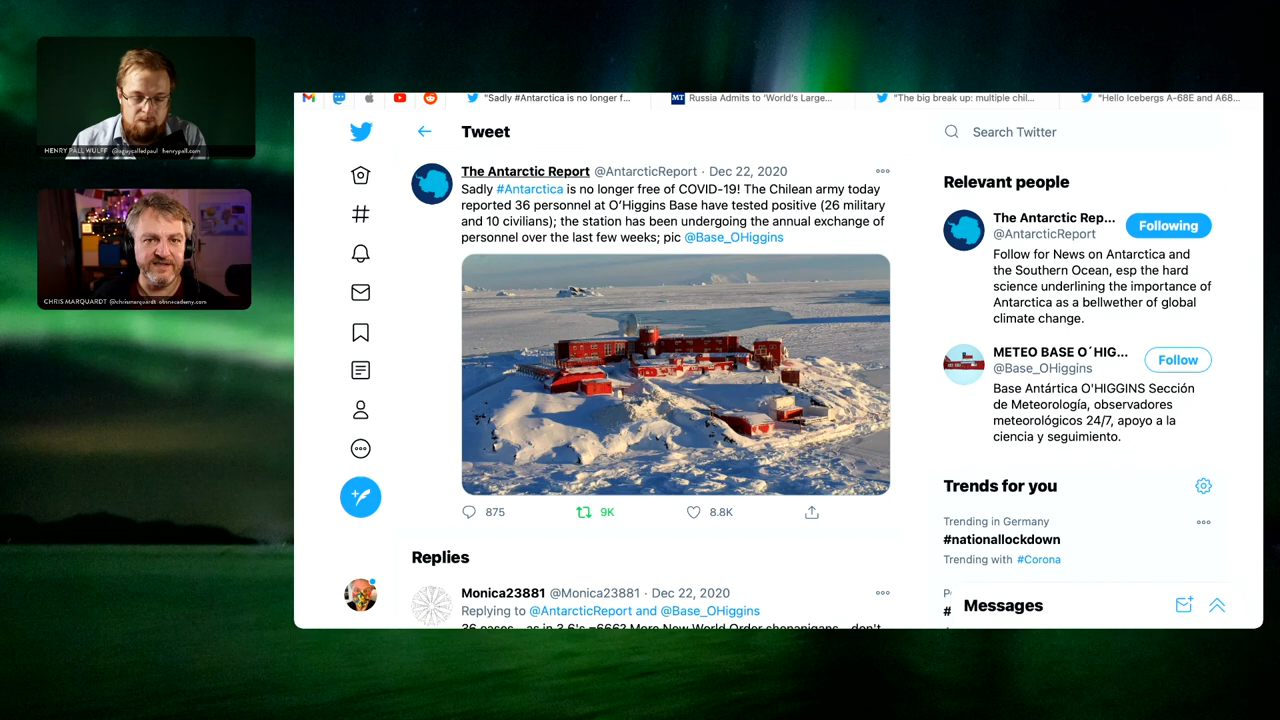 HENRY PALL WULFF @aguycalledpaul henrypall.com
CHRIS MARQUARDT @chrismarquardt absurdcademy.com
"Sadly #Antarctica is no longer f...
MT Russia Admits to 'World's Large...
"The big break up: multiple chil...
"Hello Icebergs A-68E and A68...
Tweet
The Antarctic Report @AntarcticReport · Dec 22, 2020
Sadly #Antarctica is no longer free of COVID-19! The Chilean army today
reported 36 personnel at O’Higgins Base have tested positive (26 military
and 10 civilians); the station has been undergoing the annual exchange of
personnel over the last few weeks; pic @Base_OHiggins
875
9K
8.8K
Replies
Monica23881 @Monica23881 · Dec 22, 2020
Replying to @AntarcticReport and @Base_OHiggins
36 cases...as in 3 6's =666? More New World Order shenanigans...don't
Search Twitter
Relevant people
The Antarctic Rep...
@AntarcticReport
Following
Follow for News on Antarctica and
the Southern Ocean, esp the hard
science underlining the importance of
Antarctica as a bellwether of global
climate change.
METEO BASE O´HIG...
@Base_OHiggins
Follow
Base Antártica O'HIGGINS Sección
de Meteorología, observadores
meteorológicos 24/7, apoyo a la
ciencia y seguimiento.
Trends for you
Trending in Germany
#nationallockdown
Trending with #Corona
Messages